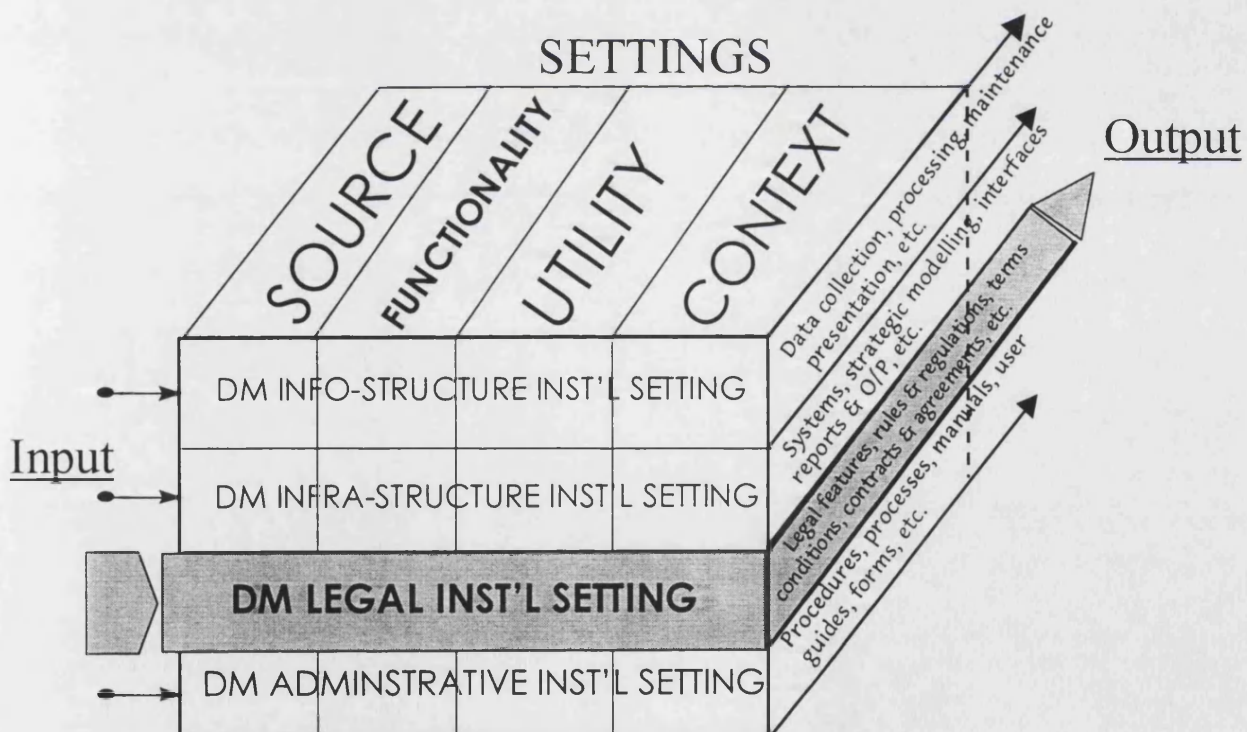 SETTINGS
SOURCE
FUNCTIONALITY
UTILITY
CONTEXT
Output
Data collection, processing, maintenance
presentation, etc.
Systems, strategic modelling, interfaces
reports & O/P, etc.
Legal features, rules & regulations, terms
conditions, contracts & agreements, etc.
Procedures, processes, manuals, user
guides, forms, etc.
Input
DM INFO-STRUCTURE INST'L SETTING
DM INFRA-STRUCTURE INST'L SETTING
DM LEGAL INST'L SETTING
DM ADMINSTRATIVE INST'L SETTING